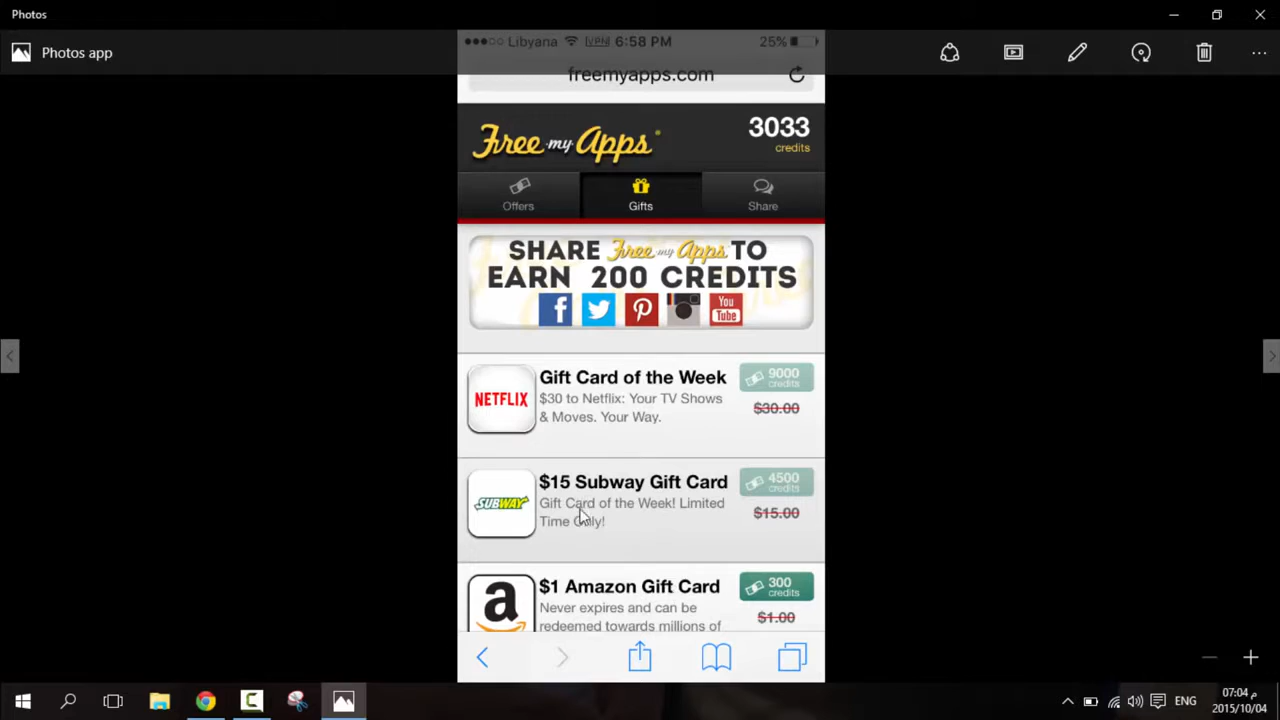 Photos
Photos app
Libyana VPN 6:58 PM 25%
freemyapps.com
Free my Apps
3033
credits
Offers
Gifts
Share
SHARE Free my Apps TO
EARN 200 CREDITS
f
You
Tube
NETFLIX
Gift Card of the Week
$30 to Netflix: Your TV Shows
& Moves. Your Way.
9000
credits
$30.00
SUBWAY
$15 Subway Gift Card
Gift Card of the Week! Limited
Time Only!
4500
credits
$15.00
a
$1 Amazon Gift Card
Never expires and can be
redeemed towards millions of
300
credits
$1.00
ENG
07:04 م
2015/10/04